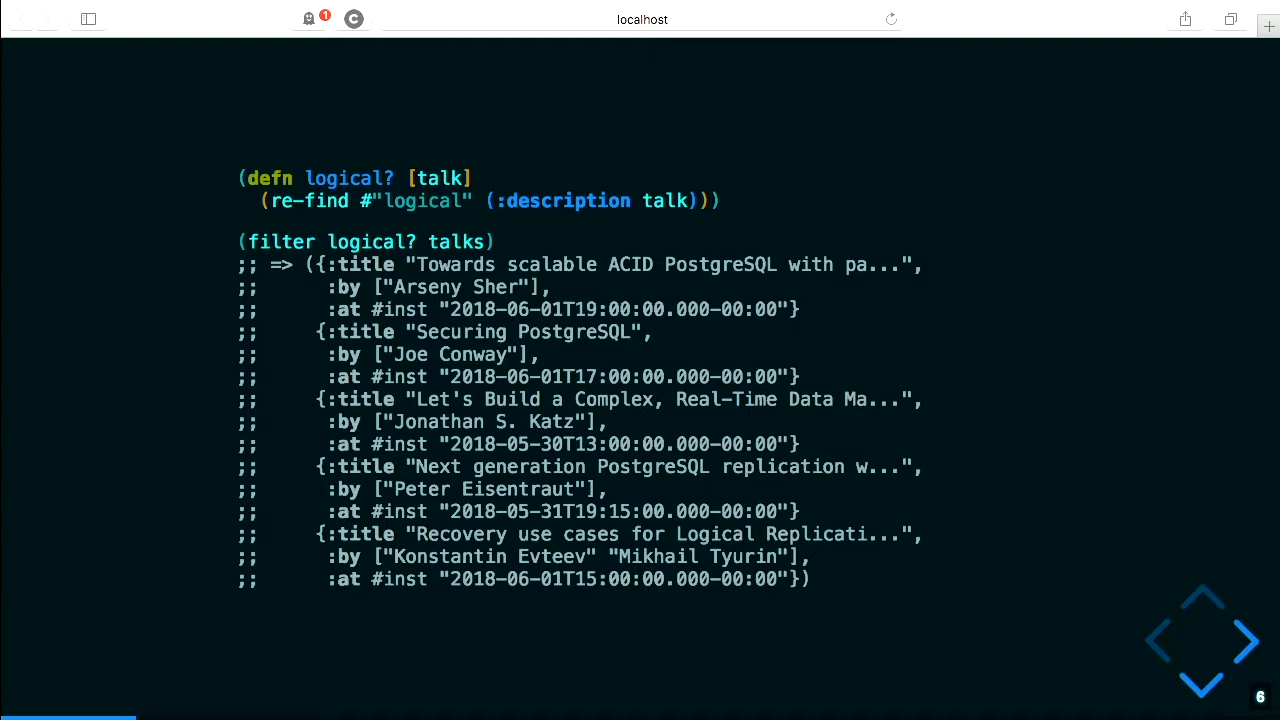 1
C
localhost
(defn logical? [talk]
  (re-find #"logical" (:description talk)))
(filter logical? talks)
;; => ({:title "Towards scalable ACID PostgreSQL with pa...",
;;      :by ["Arseny Sher"],
;;      :at #inst "2018-06-01T19:00:00.000-00:00"}
;;     {:title "Securing PostgreSQL",
;;      :by ["Joe Conway"],
;;      :at #inst "2018-06-01T17:00:00.000-00:00"}
;;     {:title "Let's Build a Complex, Real-Time Data Ma...",
;;      :by ["Jonathan S. Katz"],
;;      :at #inst "2018-05-30T13:00:00.000-00:00"}
;;     {:title "Next generation PostgreSQL replication w...",
;;      :by ["Peter Eisentraut"],
;;      :at #inst "2018-05-31T19:15:00.000-00:00"}
;;     {:title "Recovery use cases for Logical Replicati...",
;;      :by ["Konstantin Evteev" "Mikhail Tyurin"],
;;      :at #inst "2018-06-01T15:00:00.000-00:00"})
6